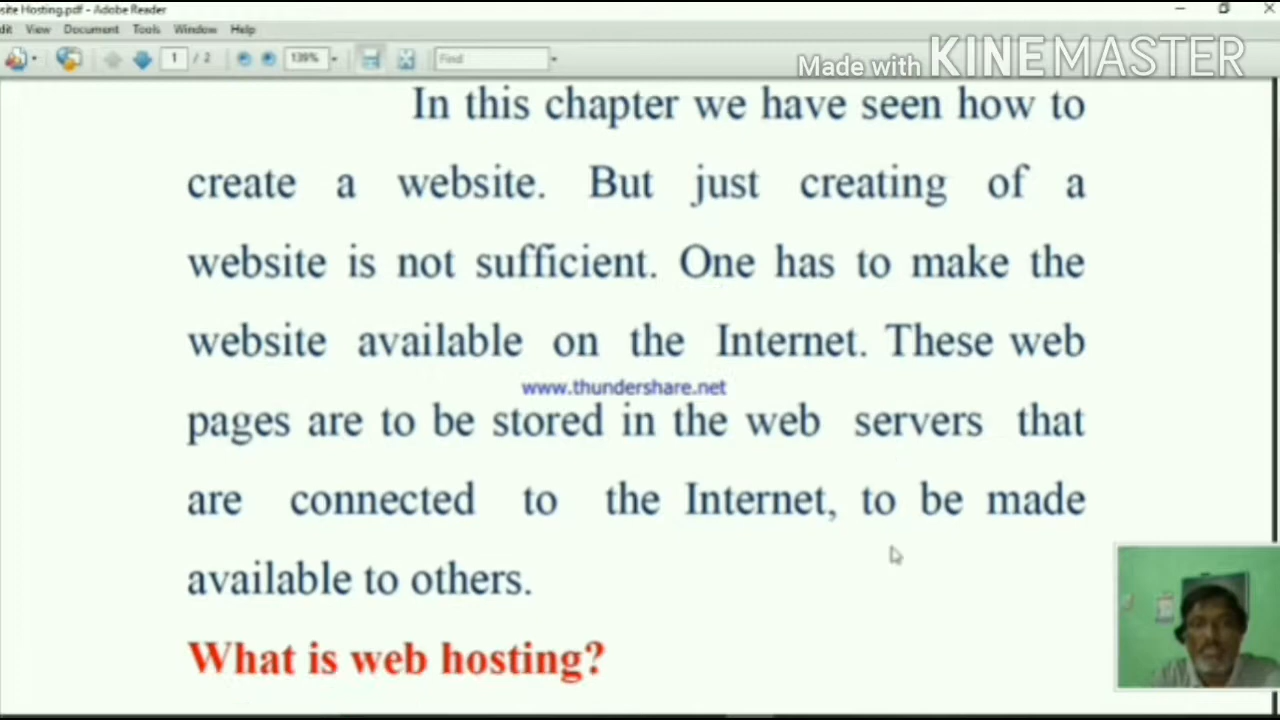 site Hosting.pdf - Adobe Reader
dit View Document Tools Window Help
1 / 2 139% Find
Made with KINEMASTER
In this chapter we have seen how to
create a website. But just creating of a
website is not sufficient. One has to make the
website available on the Internet. These web
www.thundershare.net
pages are to be stored in the web servers that
are connected to the Internet, to be made
available to others.
What is web hosting?